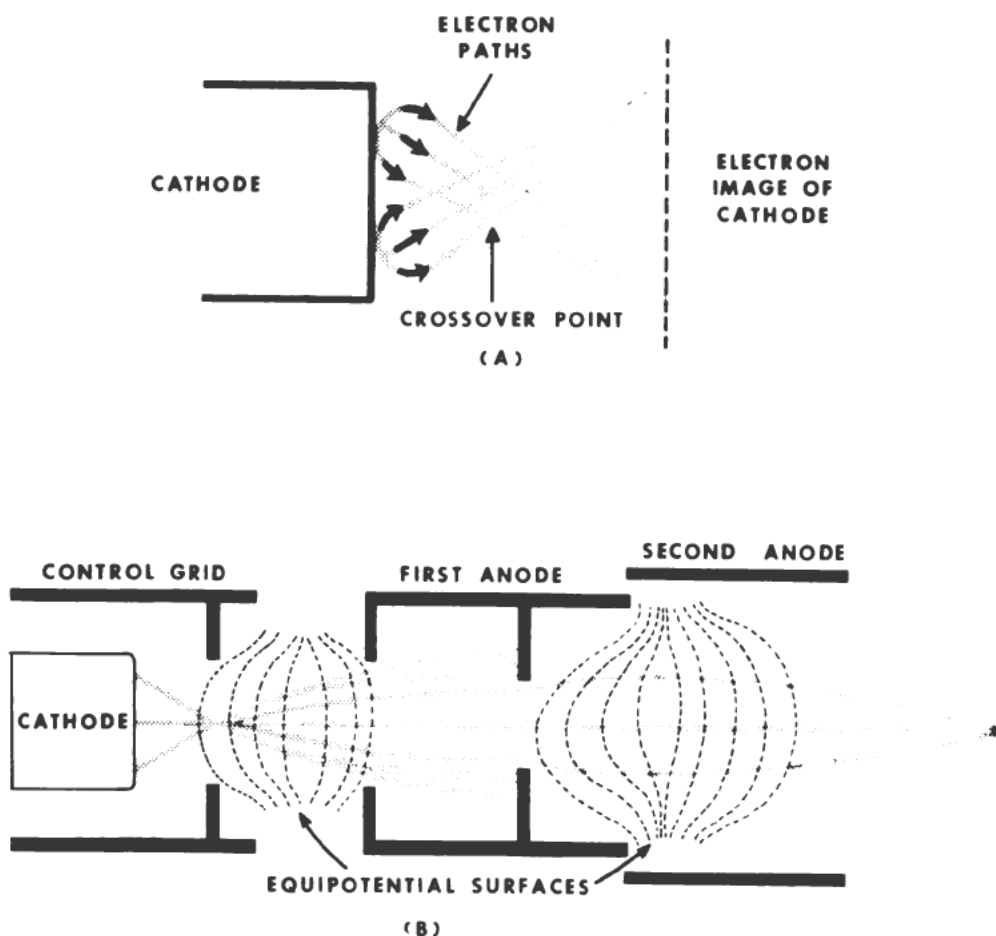 ELECTRON
PATHS
CATHODE
ELECTRON
IMAGE OF
CATHODE
CROSSOVER POINT
(A)
SECOND ANODE
CONTROL GRID
FIRST ANODE
CATHODE
EQUIPOTENTIAL SURFACES
(B)